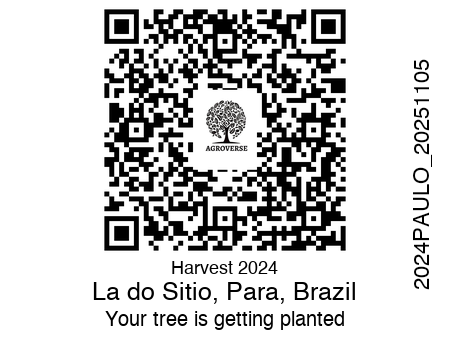 AGROVERSE
Harvest 2024
La do Sitio, Para, Brazil
Your tree is getting planted
2024PAULO_20251105